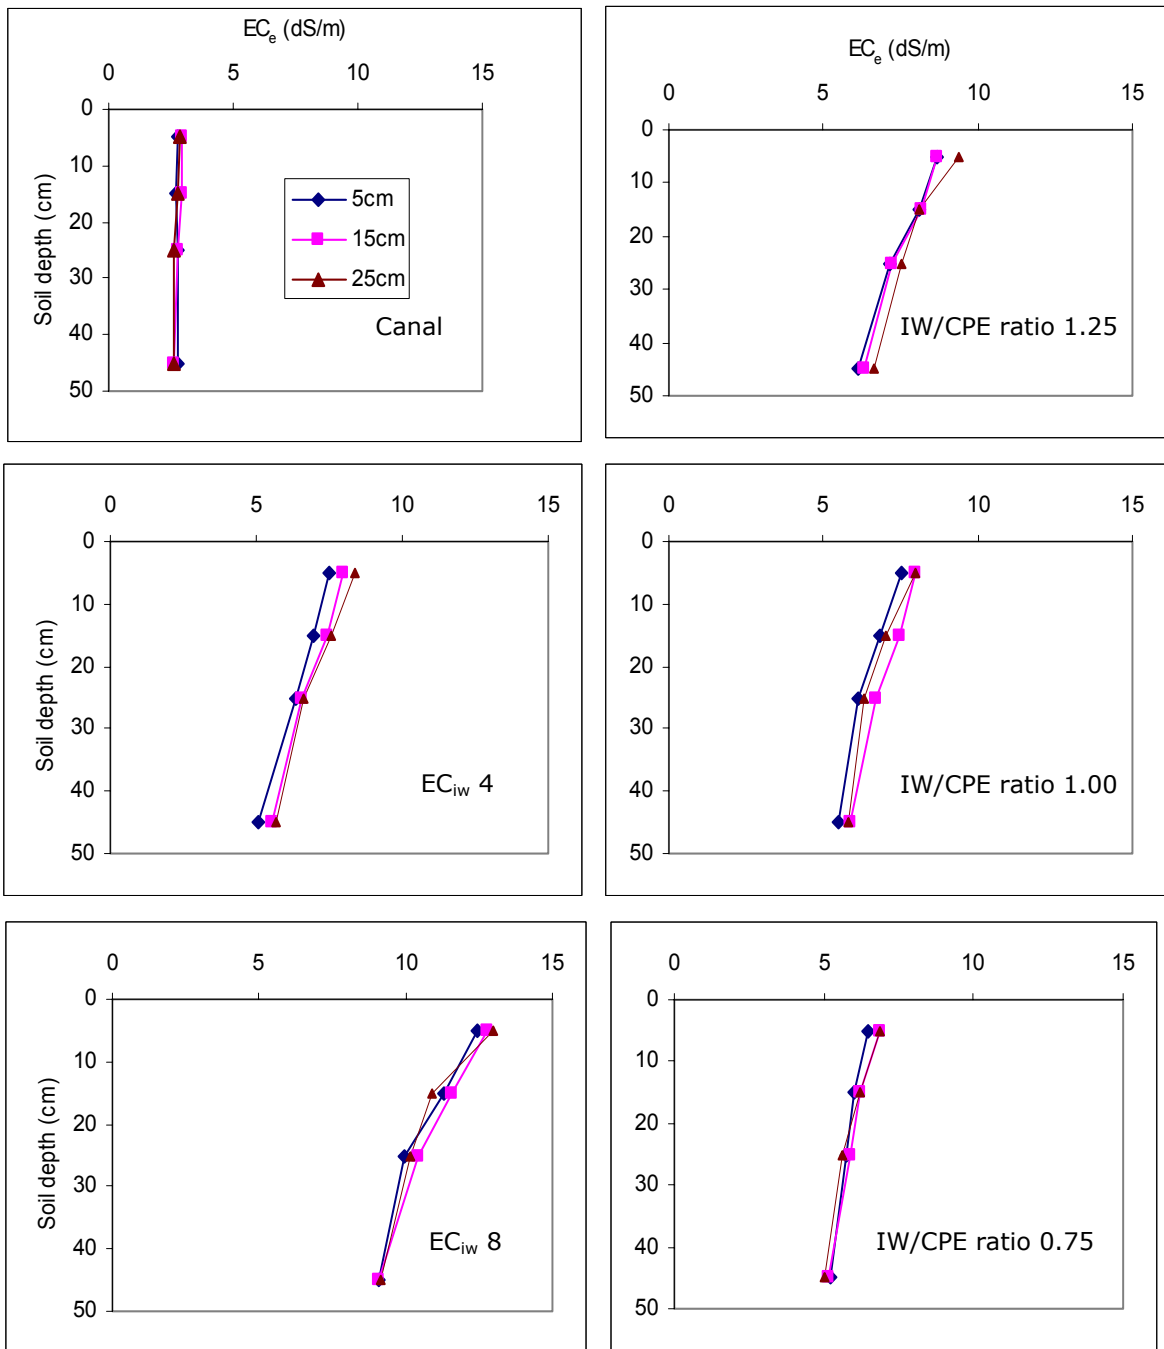 ECe (dS/m)
0 5 10 15
0
10
20
30
40
50
Soil depth (cm)
5cm
15cm
25cm
Canal
ECe (dS/m)
0 5 10 15
0
10
20
30
40
50
IW/CPE ratio 1.25
0 5 10 15
0
10
20
30
40
50
Soil depth (cm)
ECiw 4
0 5 10 15
0
10
20
30
40
50
IW/CPE ratio 1.00
0 5 10 15
0
10
20
30
40
50
Soil depth (cm)
ECiw 8
0 5 10 15
0
10
20
30
40
50
IW/CPE ratio 0.75